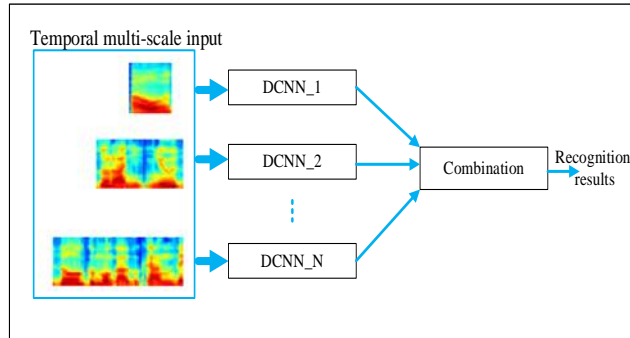 Temporal multi-scale input
DCNN_1
DCNN_2
DCNN_N
Combination
Recognition
results